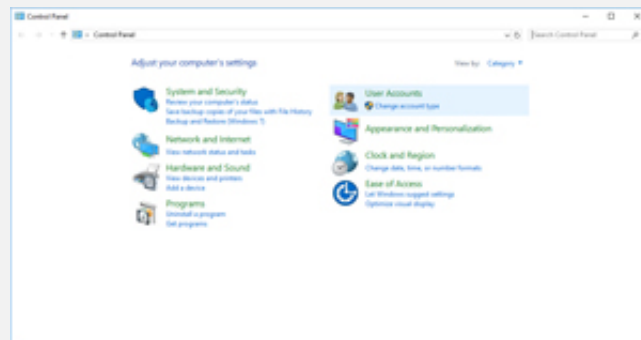 Control Panel
Control Panel
Search Control Panel
Adjust your computer's settings
View by: Category
System and Security
Review your computer's status
Save backup copies of your files with File History
Backup and Restore (Windows 7)
Network and Internet
View network status and tasks
Hardware and Sound
View devices and printers
Add a device
Programs
Uninstall a program
Get programs
User Accounts
Change account type
Appearance and Personalization
Clock and Region
Change date, time, or number formats
Ease of Access
Let Windows suggest settings
Optimize visual display